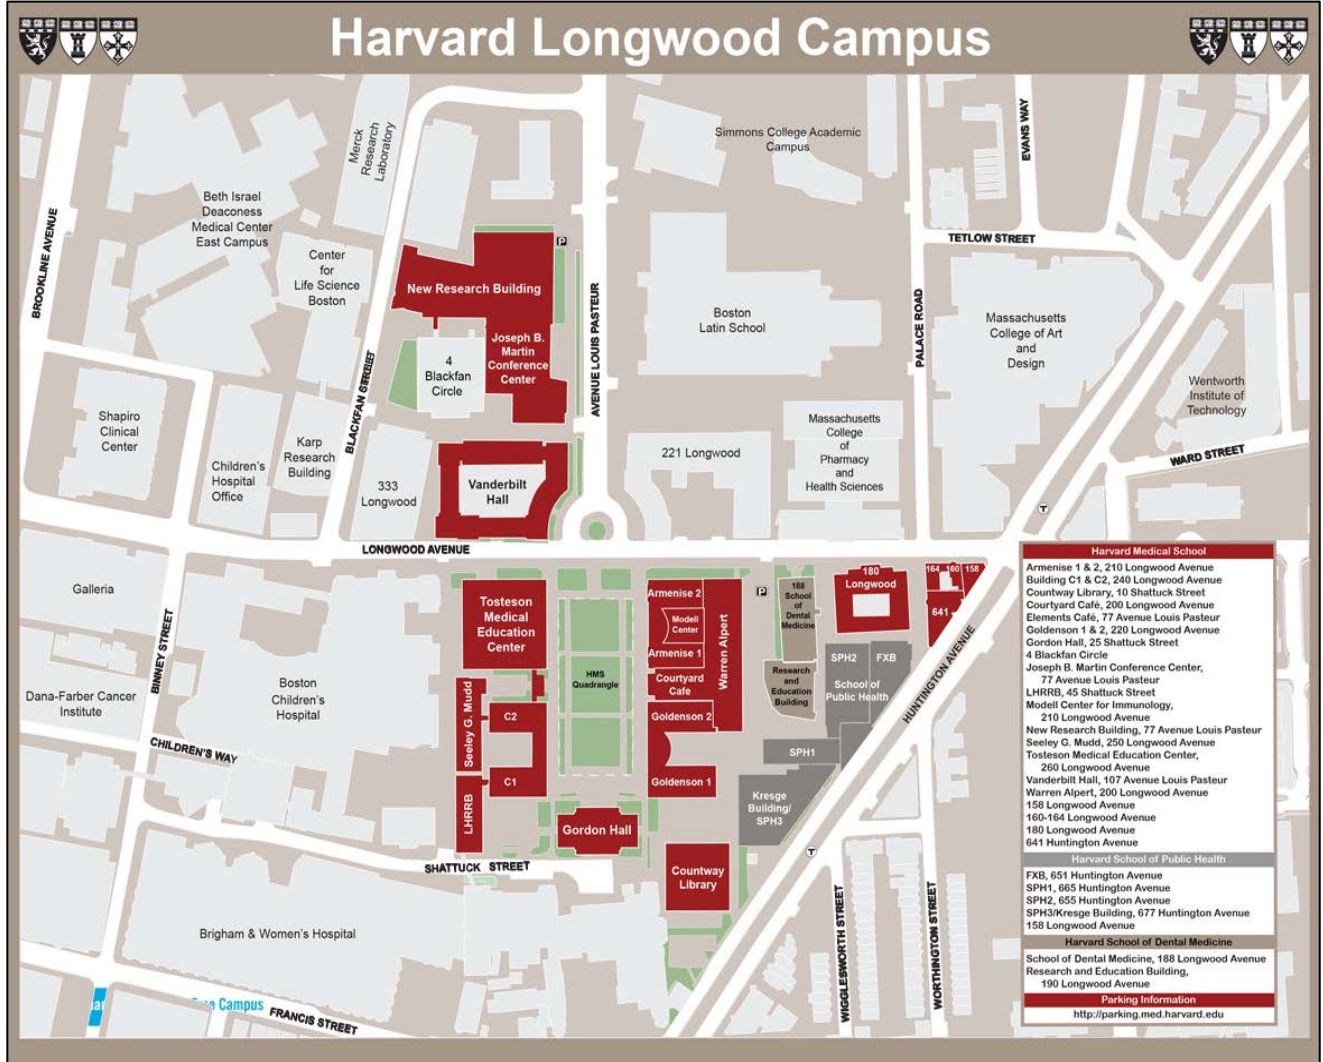 Harvard Longwood Campus
Merck
Research
Laboratory
Simmons College Academic
Campus
EVANS WAY
Beth Israel
Deaconess
Medical Center
East Campus
BROOKLINE AVENUE
TETLOW STREET
Center
for
Life Science
Boston
P
New Research Building
AVENUE LOUIS PASTEUR
Boston
Latin School
PALACE ROAD
Massachusetts
College of Art
and
Design
Joseph B.
Martin
Conference
Center
4
Blackfan
Circle
BLACKFAN STREET
Wentworth
Institute of
Technology
Shapiro
Clinical
Center
Massachusetts
College
of
Pharmacy
and
Health Sciences
Karp
Research
Building
221 Longwood
WARD STREET
Children's
Hospital
Office
333
Longwood
Vanderbilt
Hall
T
LONGWOOD AVENUE
Galleria
Tosteson
Medical
Education
Center
Armenise 2
Modell
Center
Armenise 1
Warren Alpert
P
188
School
of
Dental
Medicine
180
Longwood
164 160 158
641
HUNTINGTON AVENUE
BINNEY STREET
Dana-Farber Cancer
Institute
Boston
Children's
Hospital
HMS
Quadrangle
Courtyard
Cafe
Research
and
Education
Building
SPH2
FXB
School of
Public Health
Seeley G. Mudd
C2
Goldenson 2
CHILDREN'S WAY
SPH1
C1
Goldenson 1
LHRRB
Kresge
Building/
SPH3
Gordon Hall
T
SHATTUCK STREET
Countway
Library
WIGGLESWORTH STREET
WORTHINGTON STREET
Brigham & Women's Hospital
Campus
FRANCIS STREET
Harvard Medical School
Armenise 1 & 2, 210 Longwood Avenue
Building C1 & C2, 240 Longwood Avenue
Countway Library, 10 Shattuck Street
Courtyard Café, 200 Longwood Avenue
Elements Café, 77 Avenue Louis Pasteur
Goldenson 1 & 2, 220 Longwood Avenue
Gordon Hall, 25 Shattuck Street
4 Blackfan Circle
Joseph B. Martin Conference Center,
77 Avenue Louis Pasteur
LHRRB, 45 Shattuck Street
Modell Center for Immunology,
210 Longwood Avenue
New Research Building, 77 Avenue Louis Pasteur
Seeley G. Mudd, 250 Longwood Avenue
Tosteson Medical Education Center,
260 Longwood Avenue
Vanderbilt Hall, 107 Avenue Louis Pasteur
Warren Alpert, 200 Longwood Avenue
158 Longwood Avenue
160-164 Longwood Avenue
180 Longwood Avenue
641 Huntington Avenue
Harvard School of Public Health
FXB, 651 Huntington Avenue
SPH1, 665 Huntington Avenue
SPH2, 655 Huntington Avenue
SPH3/Kresge Building, 677 Huntington Avenue
158 Longwood Avenue
Harvard School of Dental Medicine
School of Dental Medicine, 188 Longwood Avenue
Research and Education Building,
190 Longwood Avenue
Parking Information
http://parking.med.harvard.edu